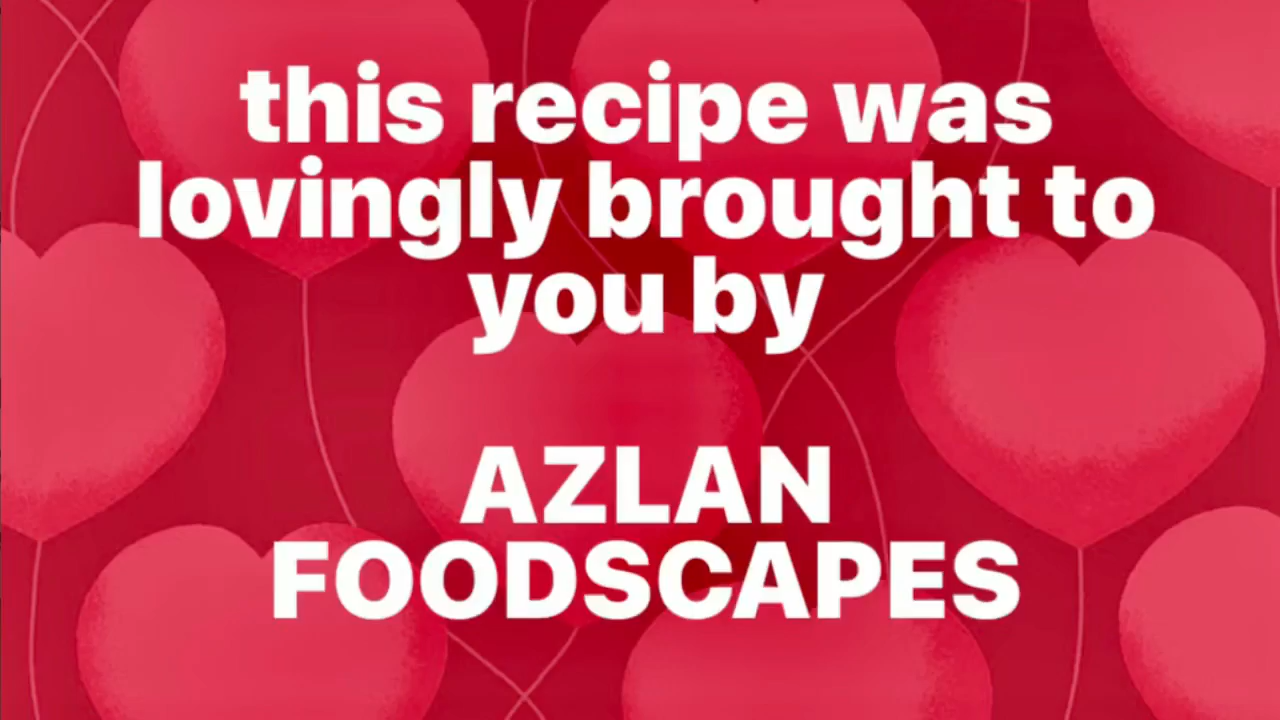 this recipe was
lovingly brought to
you by
AZLAN
FOODSCAPES